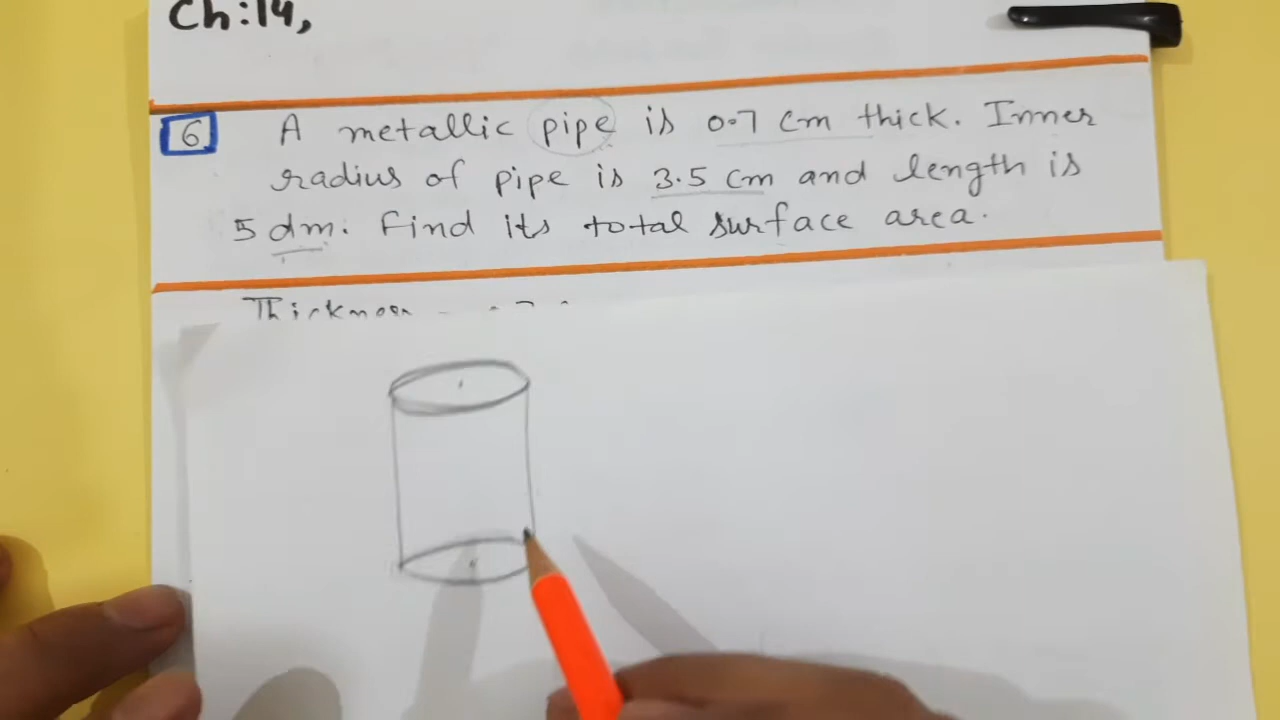 Ch:14,
6 A metallic pipe is 0.7 cm thick. Inner
radius of pipe is 3.5 cm and length is
5 dm. Find its total surface area.